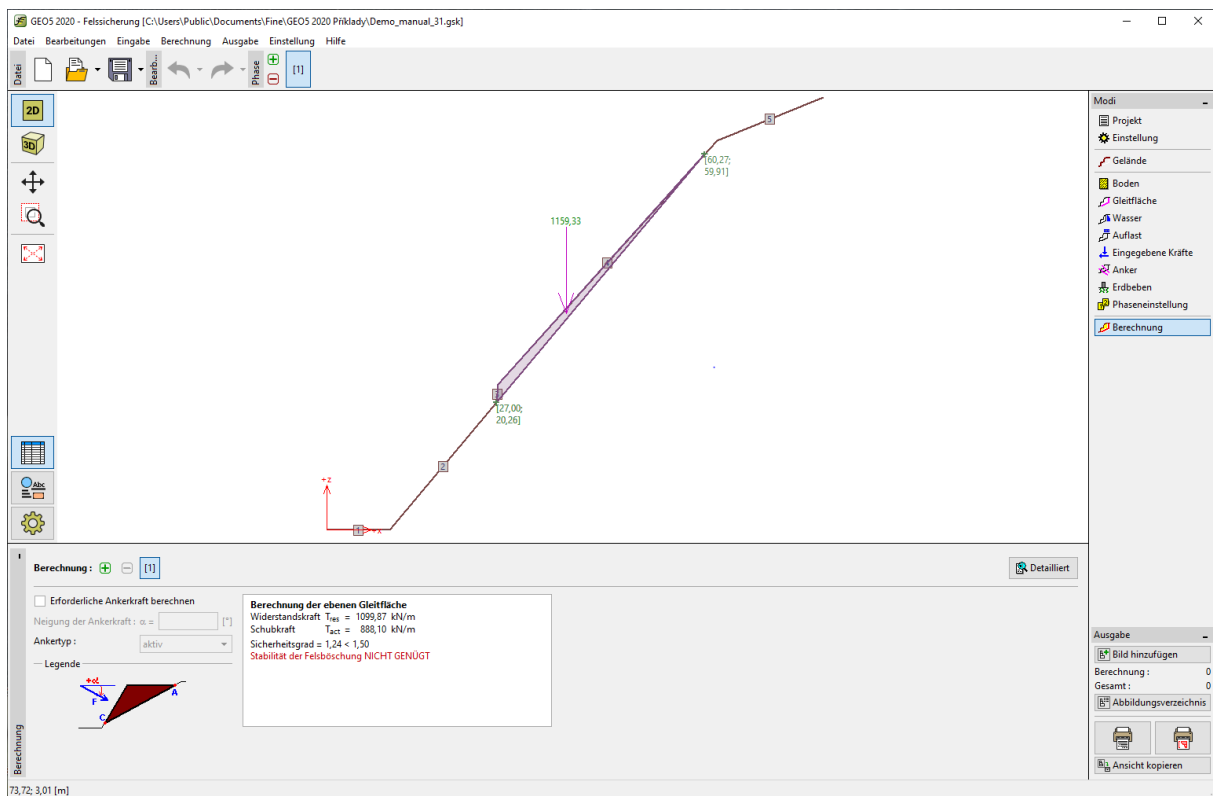 GEO5 2020 - Felssicherung [C:\Users\Public\Documents\Fine\GEO5 2020 Příklady\Demo_manual_31.gsk]
Datei Bearbeitungen Eingabe Berechnung Ausgabe Einstellung Hilfe
Datei
Bearb...
Phase
[1]
2D
3D
5
[60,27;
59,91]
1159,33
4
3
[27,00;
20,26]
2
+z
1
+x
Modi
Projekt
Einstellung
Gelände
Boden
Gleitfläche
Wasser
Auflast
Eingegebene Kräfte
Anker
Erdbeben
Phaseneinstellung
Berechnung
Abc
Berechnung : [1]
Detailliert
Erforderliche Ankerkraft berechnen
Neigung der Ankerkraft : α = [°]
Ankertyp : aktiv
Legende
+α
F
A
C
Berechnung der ebenen Gleitfläche
Widerstandskraft Tres = 1099,87 kN/m
Schubkraft Tact = 888,10 kN/m
Sicherheitsgrad = 1,24 < 1,50
Stabilität der Felsböschung NICHT GENÜGT
Berechnung
Ausgabe
Bild hinzufügen
Berechnung : 0
Gesamt : 0
Abbildungsverzeichnis
Ansicht kopieren
73,72; 3,01 [m]